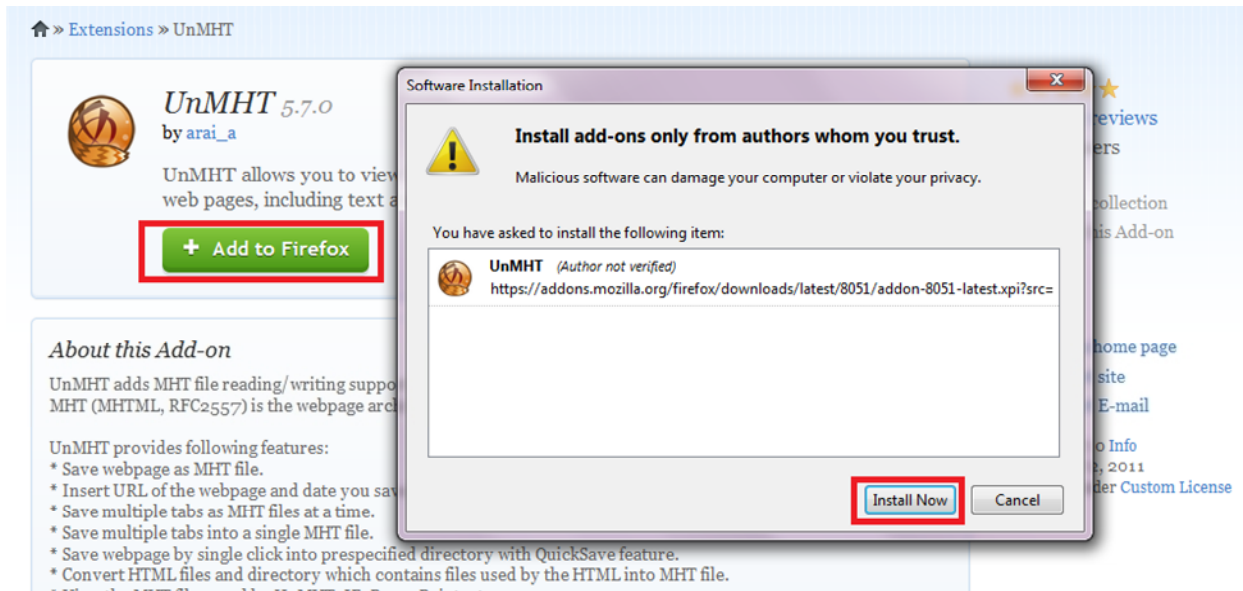 » Extensions » UnMHT
UnMHT 5.7.0
by arai_a
UnMHT allows you to view
web pages, including text
+ Add to Firefox
About this Add-on
UnMHT adds MHT file reading/writing
MHT (MHTML, RFC2557) is the webpage
UnMHT provides following features:
* Save webpage as MHT file.
* Insert URL of the webpage and date you
* Save multiple tabs as MHT files at a time.
* Save multiple tabs into a single MHT file.
* Save webpage by single click into prespecified directory with QuickSave feature.
* Convert HTML files and directory which contains files used by the HTML into MHT file.
Software Installation
Install add-ons only from authors whom you trust.
Malicious software can damage your computer or violate your privacy.
You have asked to install the following item:
UnMHT (Author not verified)
https://addons.mozilla.org/firefox/downloads/latest/8051/addon-8051-latest.xpi?src=
Install Now
Cancel
reviews
collection
Add-on
home page
site
E-mail
Info
2011
Custom License